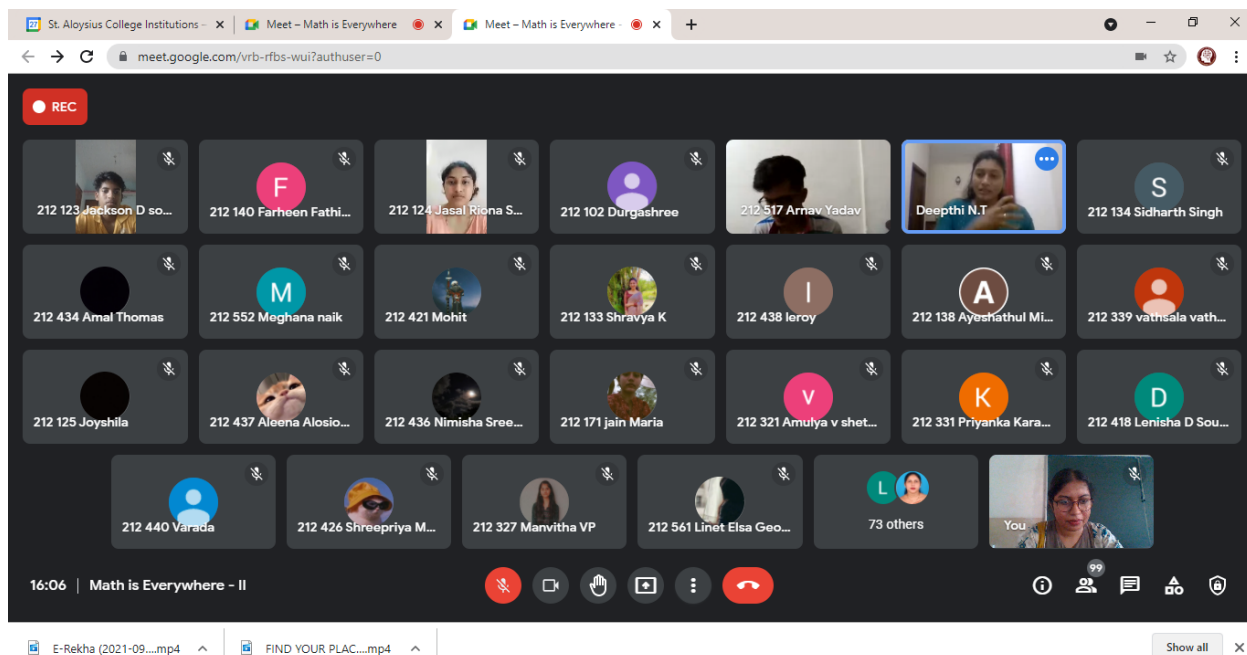 27 St. Aloysius College Institutions - Meet – Math is Everywhere Meet – Math is Everywhere -
meet.google.com/vrb-rfbs-wui?authuser=0
REC
F S
212 123 Jackson D so... 212 140 Farheen Fathi... 212 124 Jasal Riona S... 212 102 Durgashree 212 517 Arnav Yadav Deepthi N.T 212 134 Sidharth Singh
M I A
212 434 Amal Thomas 212 552 Meghana naik 212 421 Mohit 212 133 Shravya K 212 438 leroy 212 138 Ayeshathul Mi... 212 339 vathsala vath...
V K D
212 125 Joyshila 212 437 Aleena Alosio... 212 436 Nimisha Sree... 212 171 jain Maria 212 321 Amulya v shet... 212 331 Priyanka Kara... 212 418 Lenisha D Sou...
L
212 440 Varada 212 426 Shreepriya M... 212 327 Manvitha VP 212 561 Linet Elsa Geo... 73 others You
99
16:06 | Math is Everywhere - II
E-Rekha (2021-09....mp4 FIND YOUR PLAC....mp4 Show all